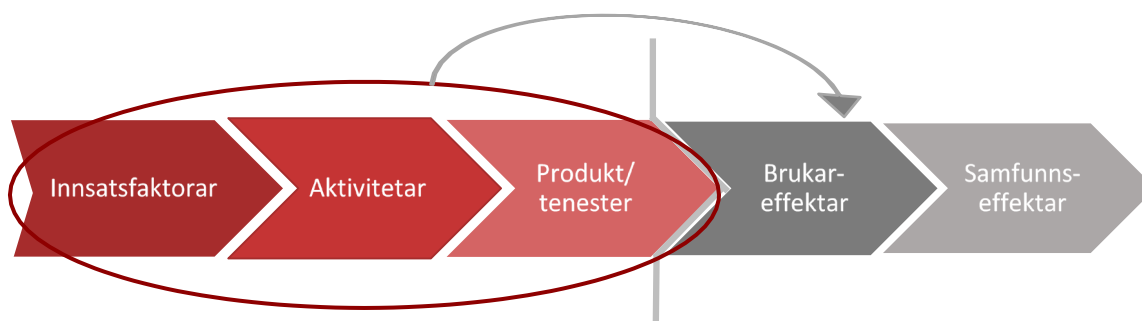 Innsatsfaktorar
Aktivitetar
Produkt/
tenester
Brukar-
effektar
Samfunns-
effektar